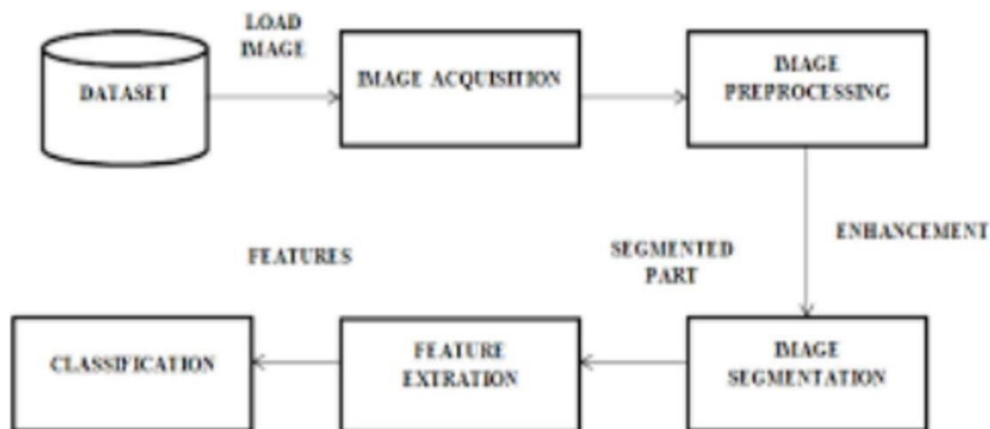 LOAD
IMAGE
DATASET
IMAGE ACQUISITION
IMAGE
PREPROCESSING
ENHANCEMENT
SEGMENTED
PART
FEATURES
IMAGE
SEGMENTATION
FEATURE
EXTRATION
CLASSIFICATION